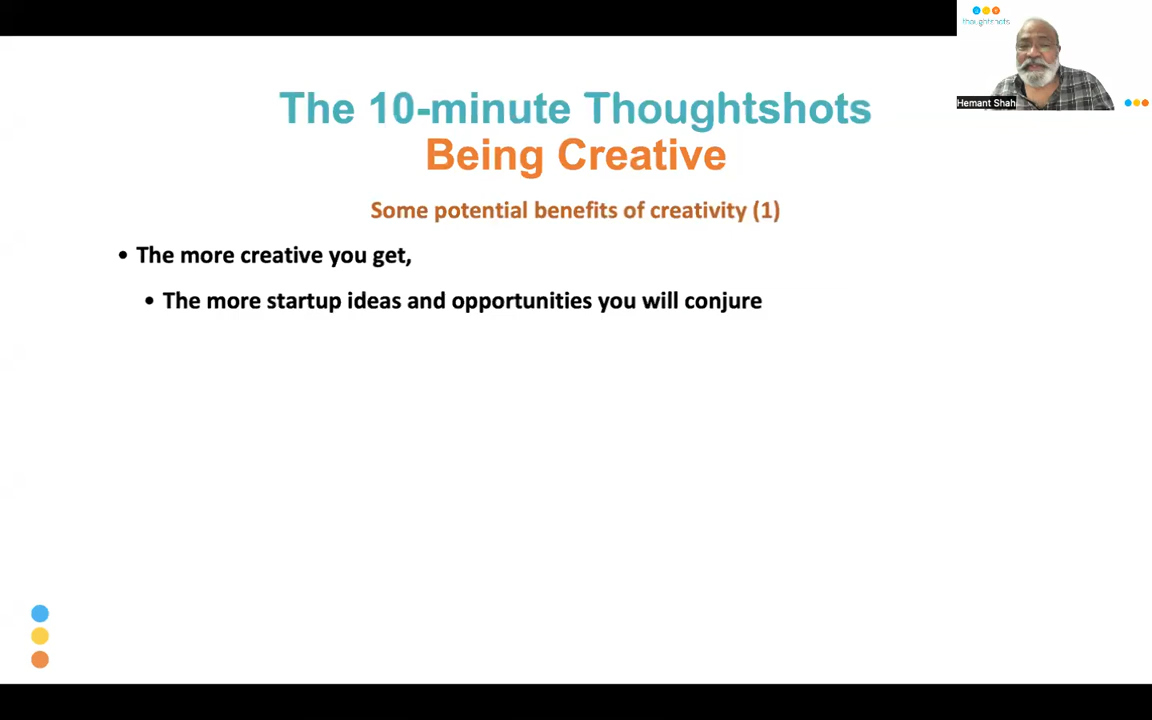 thoughtshots
Hemant Shah
The 10-minute Thoughtshots
Being Creative
Some potential benefits of creativity (1)
• The more creative you get,
• The more startup ideas and opportunities you will conjure